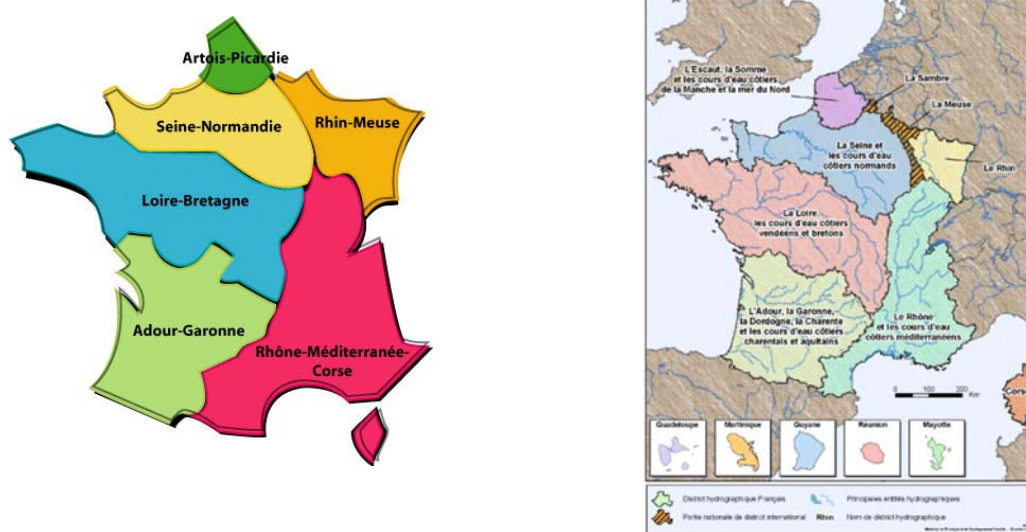 Artois-Picardie
Seine-Normandie
Rhin-Meuse
Loire-Bretagne
Adour-Garonne
Rhône-Méditerranée-
Corse
L'Escaut, la Somme
et les cours d'eau côtiers
de la Manche et la mer du Nord
La Sambre
La Meuse
La Seine et
les cours d'eau
côtiers normands
Le Rhin
La Loire,
les cours d'eau côtiers
vendéens et bretons
L'Adour, la Garonne,
la Dordogne, la Charente
et les cours d'eau côtiers
charentais et aquitains
Le Rhône
et les cours d'eau
côtiers méditerranéens
0 100 200
Km
Guadeloupe
Martinique
Guyane
Réunion
Mayotte
District hydrographique Français
Principales entités hydrographiques
Partie nationale de district international
Rhin
Nom de district hydrographique